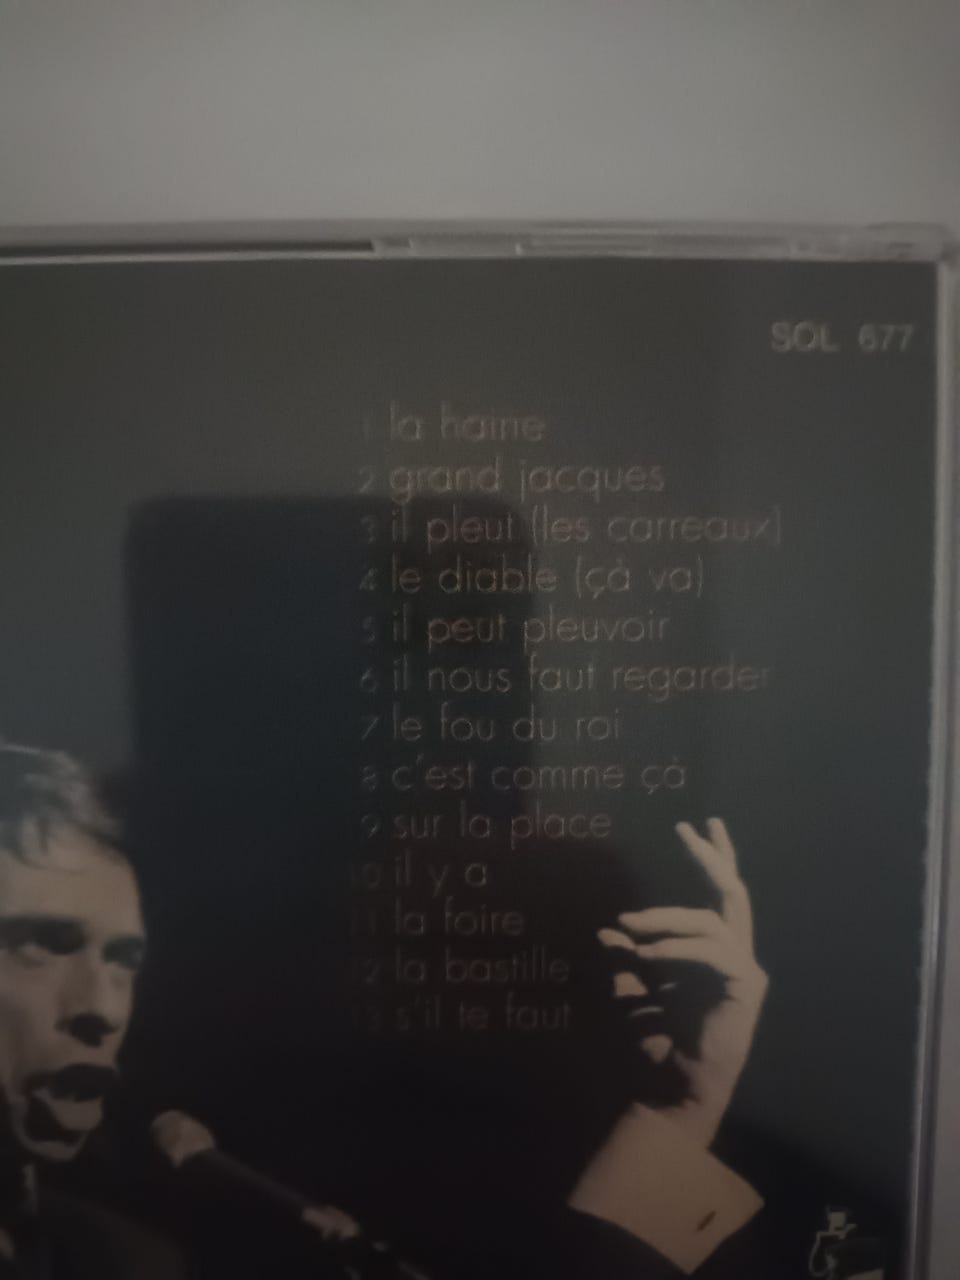 SOL 677
1 la haine
2 grand jacques
3 il pleut (les carreaux)
4 le diable (çà va)
5 il peut pleuvoir
6 il nous faut regarder
7 le fou du roi
8 c'est comme çà
9 sur la place
10 il y a
11 la foire
12 la bastille
13 s'il te faut